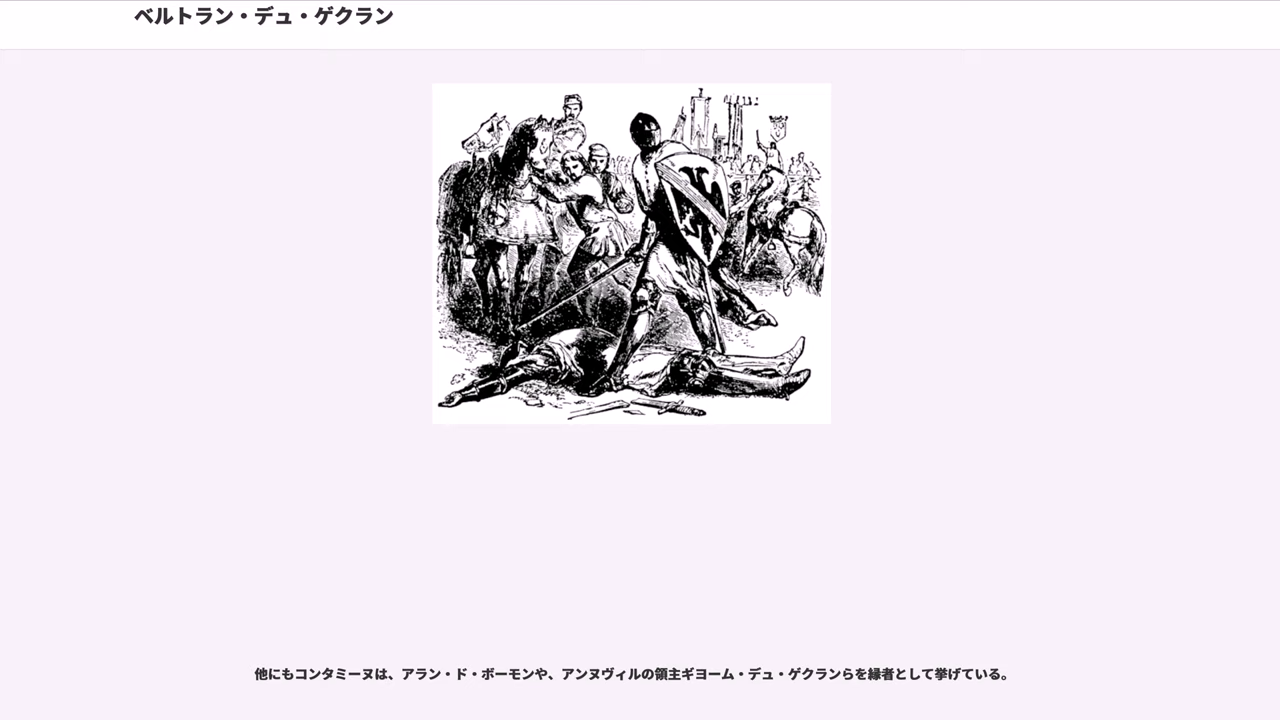 ベルトラン・デュ・ゲクラン
他にもコンタミーヌは、アラン・ド・ボーモンや、アンヌヴィルの領主ギヨーム・デュ・ゲクランらを縁者として挙げている。